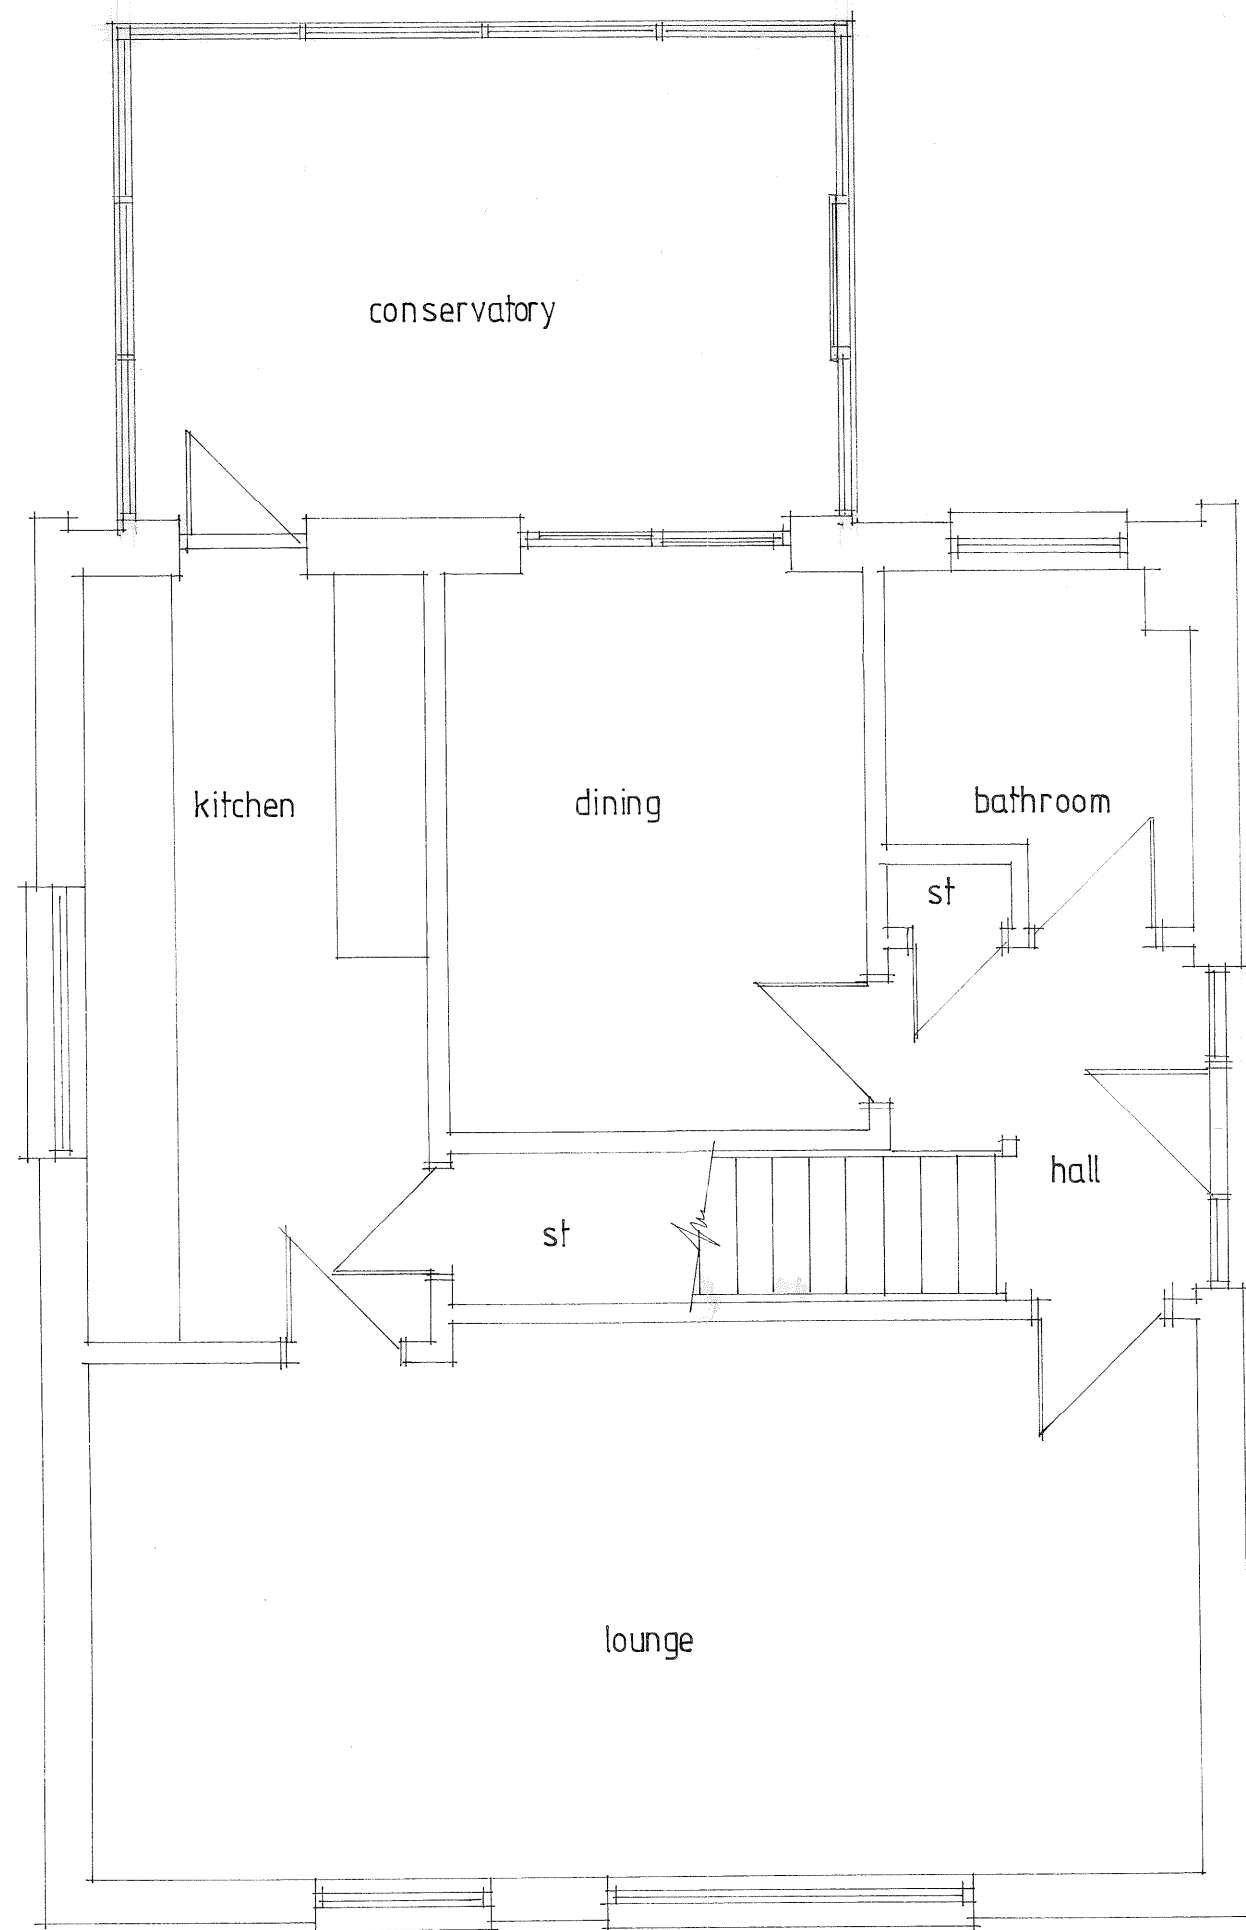 conservatory
kitchen
dining
bathroom
st
hall
st
lounge